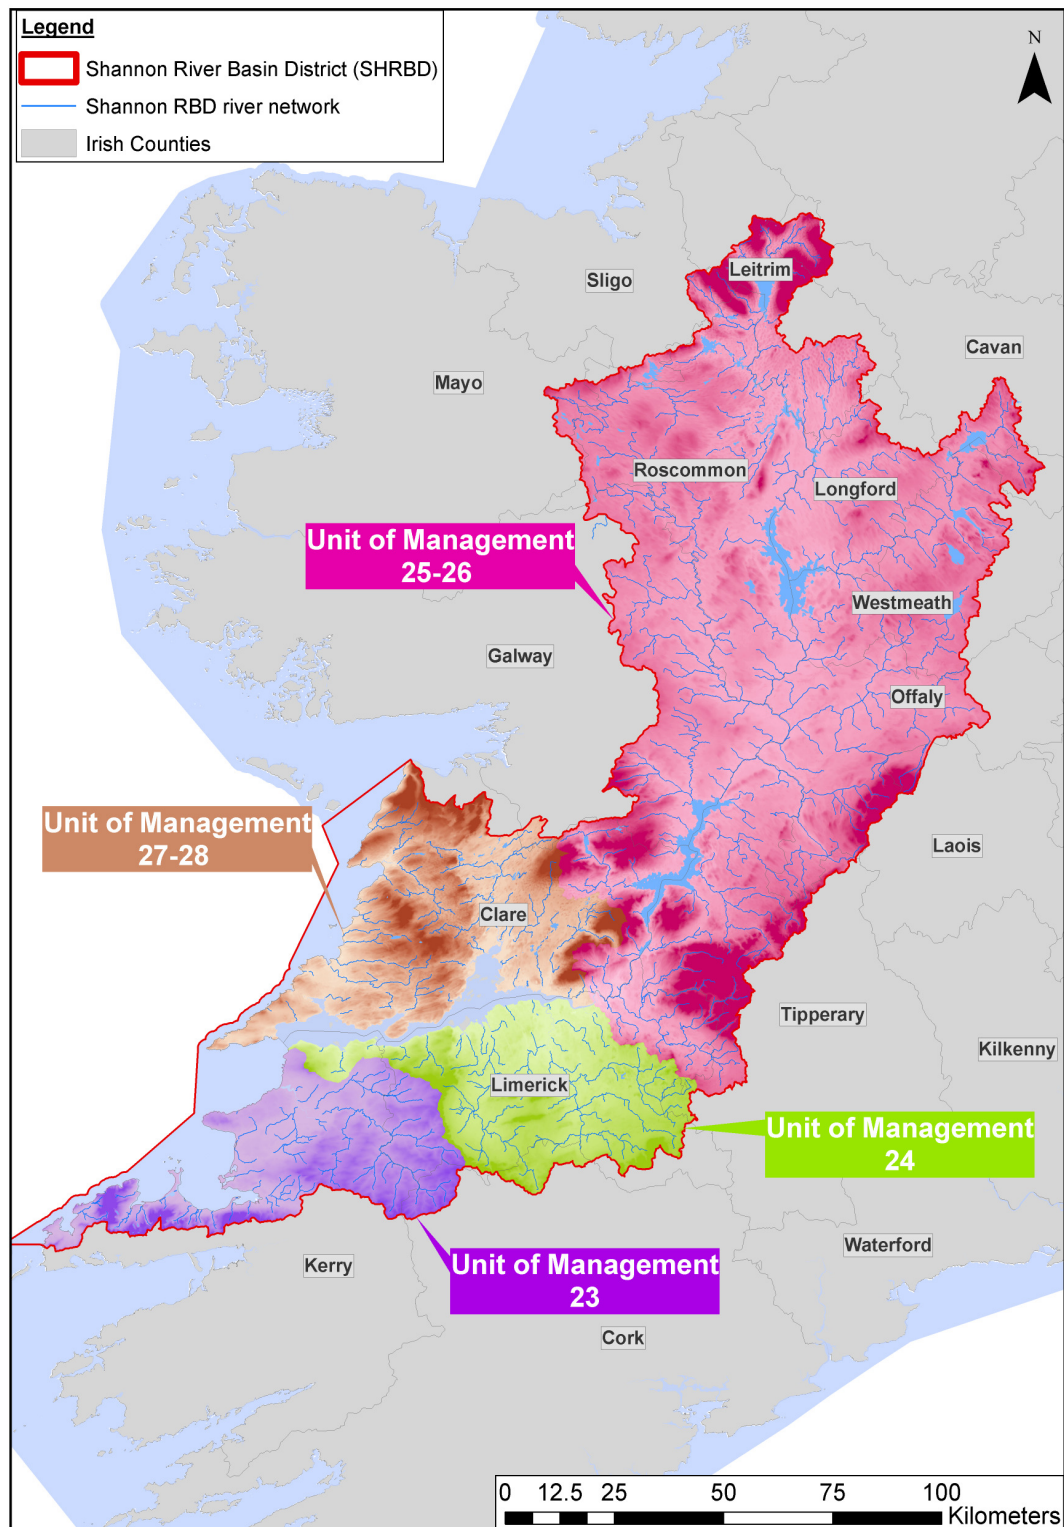 Legend
Shannon River Basin District (SHRBD)
Shannon RBD river network
Irish Counties
N
Leitrim
Sligo
Cavan
Mayo
Roscommon
Longford
Unit of Management
25-26
Westmeath
Galway
Offaly
Unit of Management
27-28
Laois
Clare
Tipperary
Kilkenny
Limerick
Unit of Management
24
Waterford
Kerry
Unit of Management
23
Cork
0 12.5 25 50 75 100
Kilometers